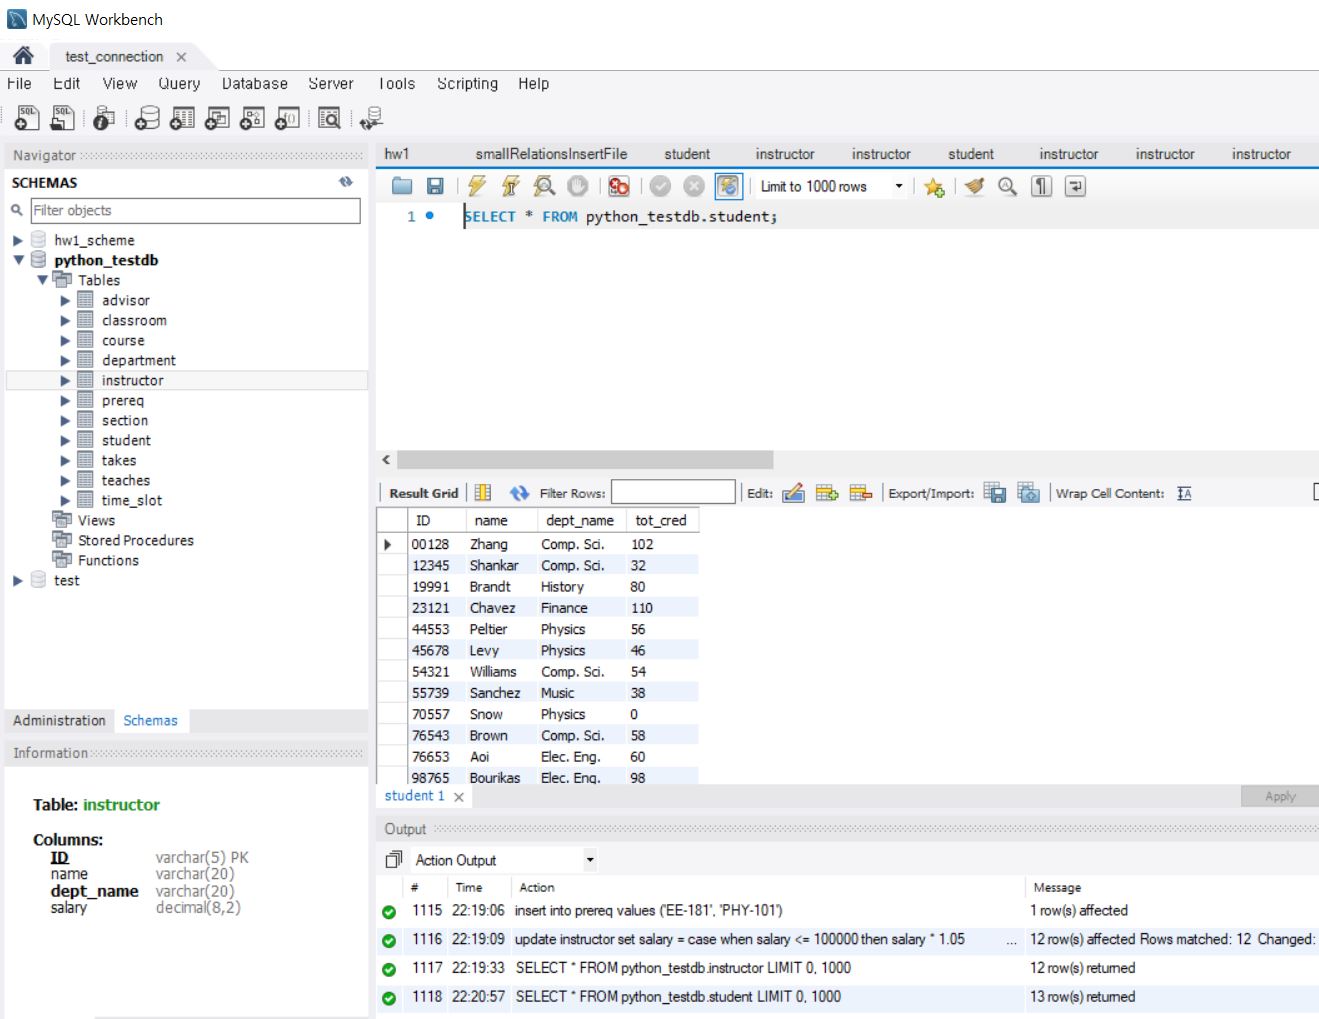 MySQL Workbench
test_connection
File Edit View Query Database Server Tools Scripting Help
Navigator
SCHEMAS
Filter objects
hw1_scheme
python_testdb
Tables
advisor
classroom
course
department
instructor
prereq
section
student
takes
teaches
time_slot
Views
Stored Procedures
Functions
test
Administration Schemas
Information
Table: instructor
Columns:
ID varchar(5) PK
name varchar(20)
dept_name varchar(20)
salary decimal(8,2)
hw1 smallRelationsInsertFile student instructor instructor student instructor instructor instructor
Limit to 1000 rows
1 SELECT * FROM python_testdb.student;
Result Grid Filter Rows: Edit: Export/Import: Wrap Cell Content: IA
ID name dept_name tot_cred
00128 Zhang Comp. Sci. 102
12345 Shankar Comp. Sci. 32
19991 Brandt History 80
23121 Chavez Finance 110
44553 Peltier Physics 56
45678 Levy Physics 46
54321 Williams Comp. Sci. 54
55739 Sanchez Music 38
70557 Snow Physics 0
76543 Brown Comp. Sci. 58
76653 Aoi Elec. Eng. 60
98765 Bourikas Elec. Eng. 98
student 1
Apply
Output
Action Output
# Time Action Message
1115 22:19:06 insert into prereq values ('EE-181', 'PHY-101') 1 row(s) affected
1116 22:19:09 update instructor set salary = case when salary <= 100000 then salary * 1.05 ... 12 row(s) affected Rows matched: 12 Changed:
1117 22:19:33 SELECT * FROM python_testdb.instructor LIMIT 0, 1000 12 row(s) returned
1118 22:20:57 SELECT * FROM python_testdb.student LIMIT 0, 1000 13 row(s) returned